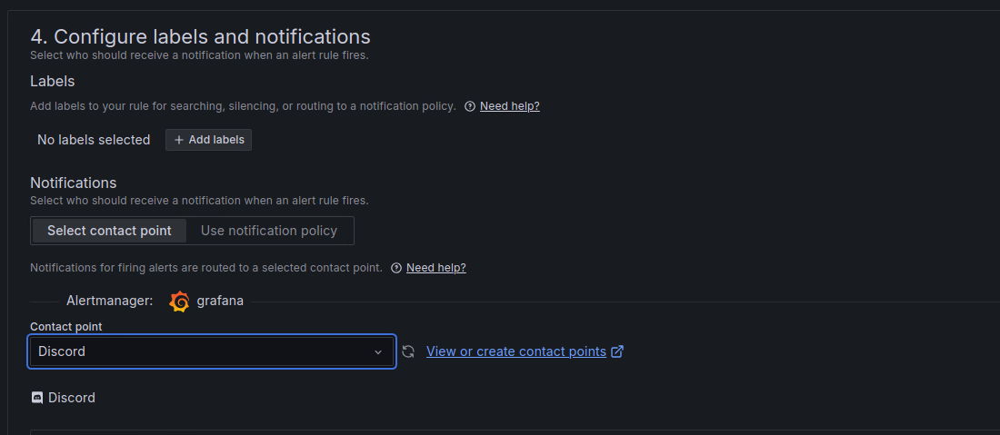 4. Configure labels and notifications
Select who should receive a notification when an alert rule fires.
Labels
Add labels to your rule for searching, silencing, or routing to a notification policy. Need help?
No labels selected + Add labels
Notifications
Select who should receive a notification when an alert rule fires.
Select contact point Use notification policy
Notifications for firing alerts are routed to a selected contact point. Need help?
Alertmanager: grafana
Contact point
Discord View or create contact points
Discord